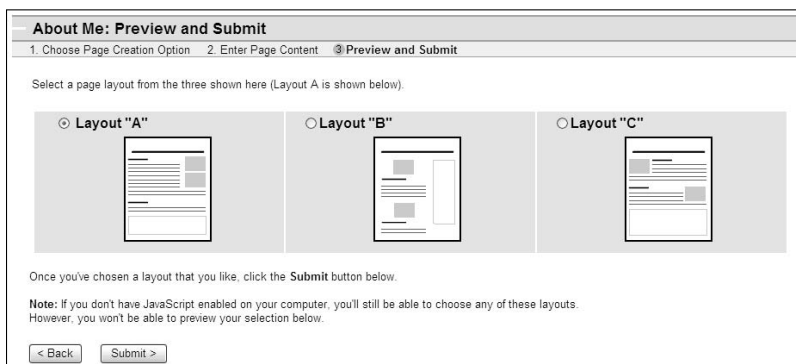 About Me: Preview and Submit
1. Choose Page Creation Option 2. Enter Page Content 3 Preview and Submit
Select a page layout from the three shown here (Layout A is shown below).
Layout "A" Layout "B" Layout "C"
Once you've chosen a layout that you like, click the Submit button below.
Note: If you don't have JavaScript enabled on your computer, you'll still be able to choose any of these layouts.
However, you won't be able to preview your selection below.
< Back Submit >